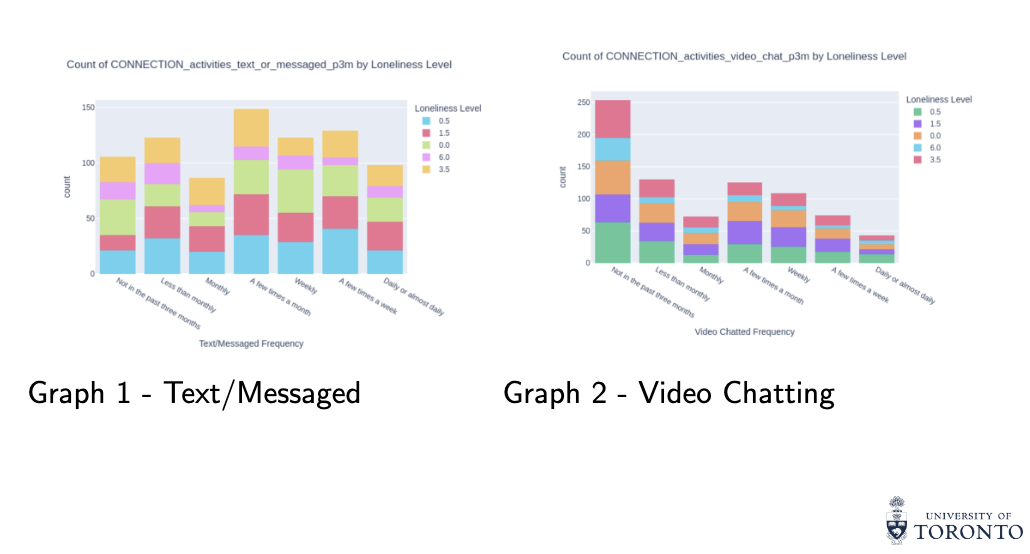 Count of CONNECTION_activities_text_or_messaged_p3m by Loneliness Level
150
100
50
0
count
Not in the past three months
Less than monthly
Monthly
A few times a month
Weekly
A few times a week
Daily or almost daily
Text/Messaged Frequency
Loneliness Level
0.5
1.5
0.0
6.0
3.5
Graph 1 - Text/Messaged
Count of CONNECTION_activities_video_chat_p3m by Loneliness Level
250
200
150
100
50
0
count
Not in the past three months
Less than monthly
Monthly
A few times a month
Weekly
A few times a week
Daily or almost daily
Video Chatted Frequency
Loneliness Level
0.5
1.5
0.0
6.0
3.5
Graph 2 - Video Chatting
UNIVERSITY OF
TORONTO